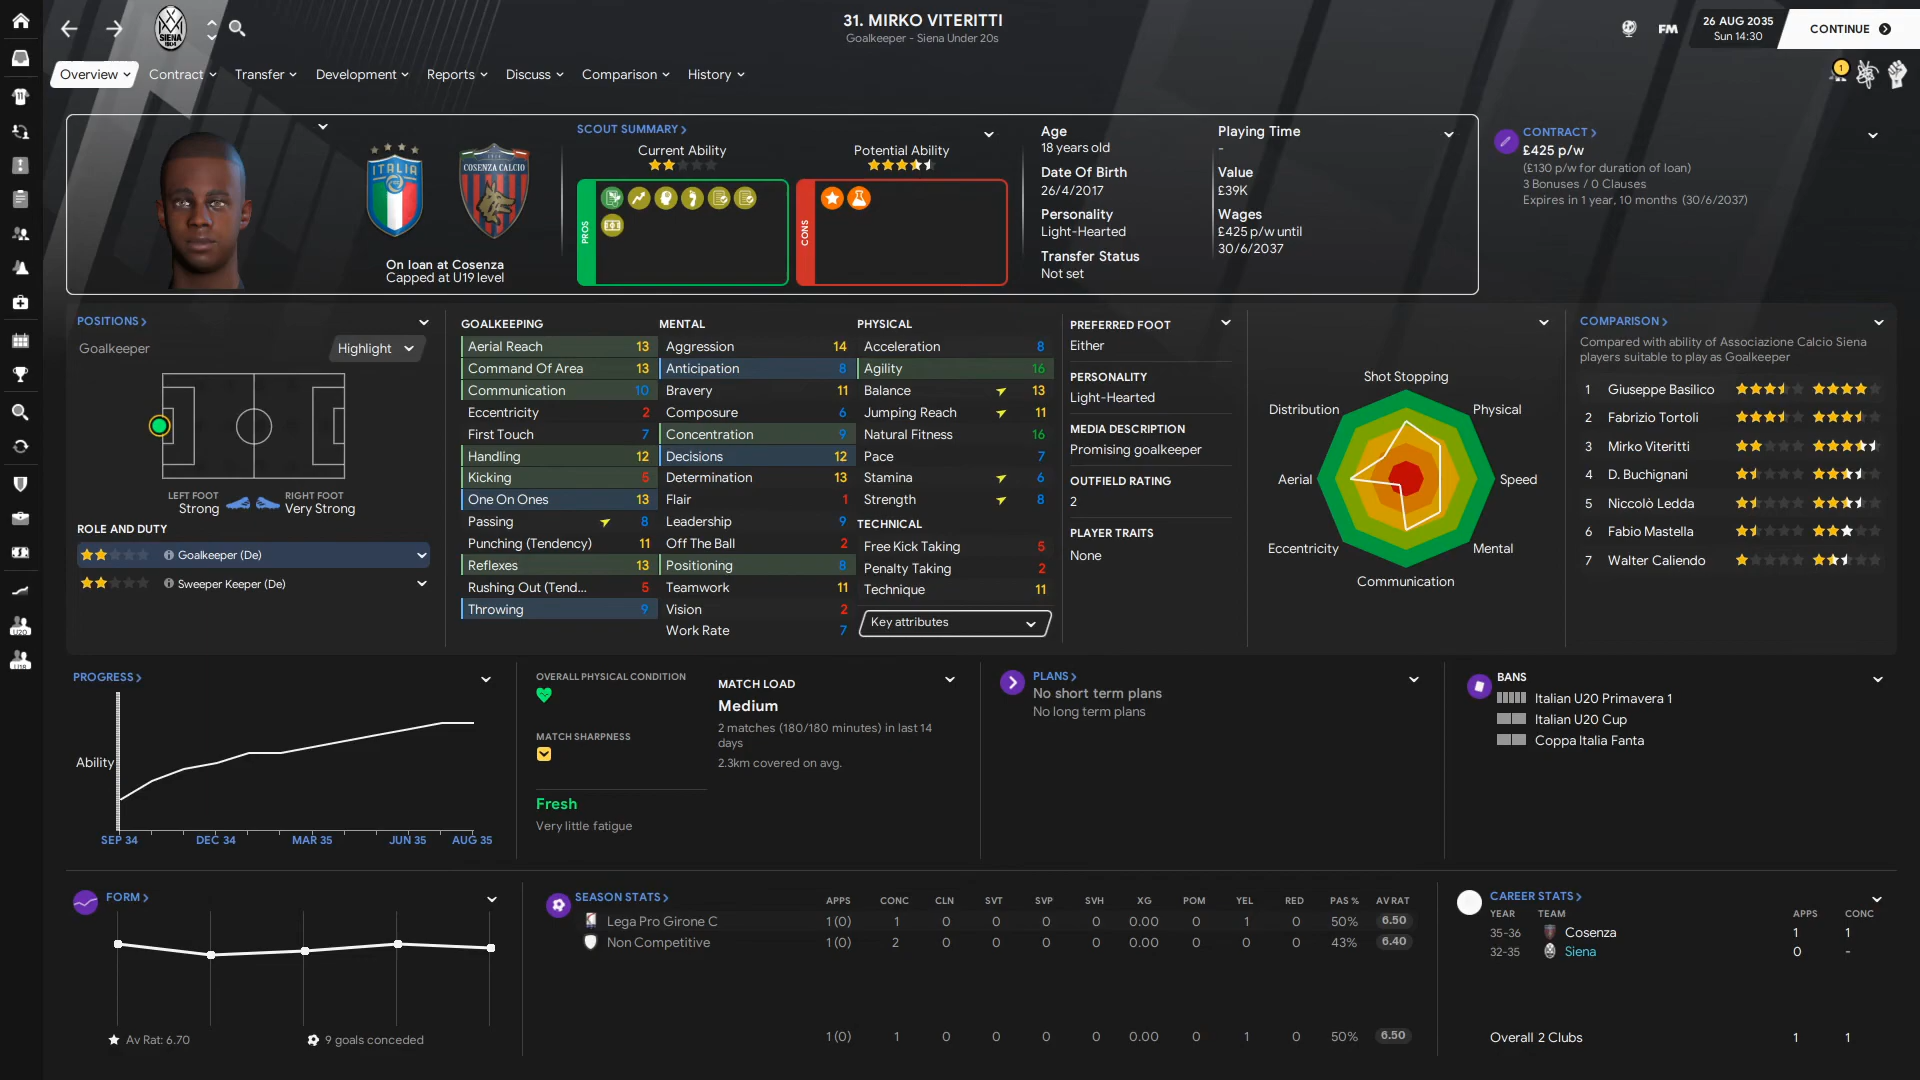 31. MIRKO VITERITTI
Goalkeeper - Siena Under 20s
SIENA
1904
FM
26 AUG 2035
Sun 14:30
CONTINUE
Overview
Contract
Transfer
Development
Reports
Discuss
Comparison
History
1
11
U20
U18
ITALIA
COSENZA CALCIO
On loan at Cosenza
Capped at U19 level
SCOUT SUMMARY
Current Ability
Potential Ability
PROS
CONS
Age
18 years old
Date Of Birth
26/4/2017
Personality
Light-Hearted
Transfer Status
Not set
Playing Time
-
Value
£39K
Wages
£425 p/w until
30/6/2037
CONTRACT
£425 p/w
(£130 p/w for duration of loan)
3 Bonuses / 0 Clauses
Expires in 1 year, 10 months (30/6/2037)
POSITIONS
Goalkeeper
Highlight
LEFT FOOT
Strong
RIGHT FOOT
Very Strong
ROLE AND DUTY
Goalkeeper (De)
Sweeper Keeper (De)
GOALKEEPING
Aerial Reach 13
Command Of Area 13
Communication 10
Eccentricity 2
First Touch 7
Handling 12
Kicking 5
One On Ones 13
Passing 8
Punching (Tendency) 11
Reflexes 13
Rushing Out (Tend... 5
Throwing 9
MENTAL
Aggression 14
Anticipation 8
Bravery 11
Composure 6
Concentration 9
Decisions 12
Determination 13
Flair 1
Leadership 9
Off The Ball 2
Positioning 8
Teamwork 11
Vision 2
Work Rate 7
PHYSICAL
Acceleration 8
Agility 16
Balance 13
Jumping Reach 11
Natural Fitness 16
Pace 7
Stamina 6
Strength 8
TECHNICAL
Free Kick Taking 5
Penalty Taking 2
Technique 11
Key attributes
PREFERRED FOOT
Either
PERSONALITY
Light-Hearted
MEDIA DESCRIPTION
Promising goalkeeper
OUTFIELD RATING
2
PLAYER TRAITS
None
Shot Stopping
Distribution
Physical
Aerial
Speed
Eccentricity
Mental
Communication
COMPARISON
Compared with ability of Associazione Calcio Siena
players suitable to play as Goalkeeper
1 Giuseppe Basilico
2 Fabrizio Tortoli
3 Mirko Viteritti
4 D. Buchignani
5 Niccolò Ledda
6 Fabio Mastella
7 Walter Caliendo
PROGRESS
Ability
SEP 34 DEC 34 MAR 35 JUN 35 AUG 35
OVERALL PHYSICAL CONDITION
MATCH SHARPNESS
Fresh
Very little fatigue
MATCH LOAD
Medium
2 matches (180/180 minutes) in last 14
days
2.3km covered on avg.
PLANS
No short term plans
No long term plans
BANS
Italian U20 Primavera 1
Italian U20 Cup
Coppa Italia Fanta
FORM
Av Rat: 6.70
9 goals conceded
SEASON STATS APPS CONC CLN SVT SVP SVH XG POM YEL RED PAS % AV RAT
Lega Pro Girone C 1 (0) 1 0 0 0 0 0.00 0 1 0 50% 6.50
Non Competitive 1 (0) 2 0 0 0 0 0.00 0 0 0 43% 6.40
1 (0) 1 0 0 0 0 0.00 0 1 0 50% 6.50
CAREER STATS
YEAR TEAM APPS CONC
35-36 Cosenza 1 1
32-35 Siena 0 -
Overall 2 Clubs 1 1